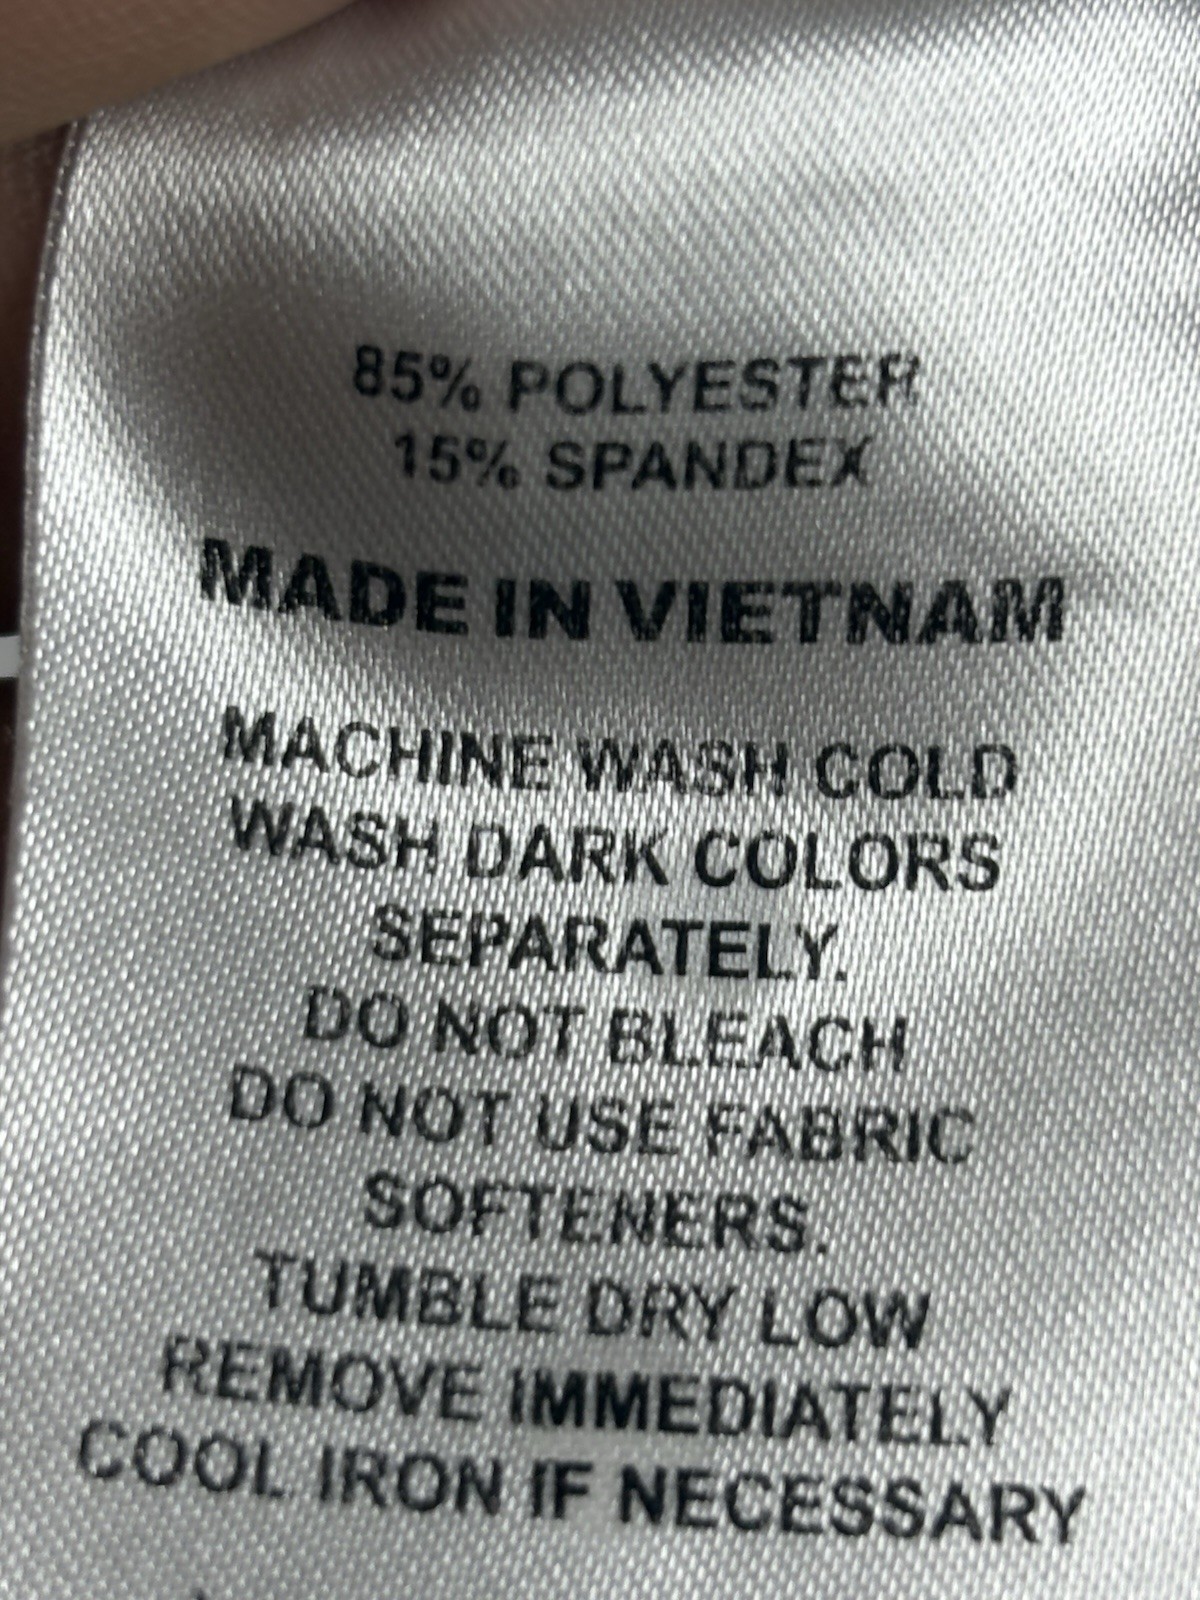 85% POLYESTER
15% SPANDEX
MADE IN VIETNAM
MACHINE WASH COLD
WASH DARK COLORS
SEPARATELY.
DO NOT BLEACH
DO NOT USE FABRIC
SOFTENERS.
TUMBLE DRY LOW
REMOVE IMMEDIATELY
COOL IRON IF NECESSARY